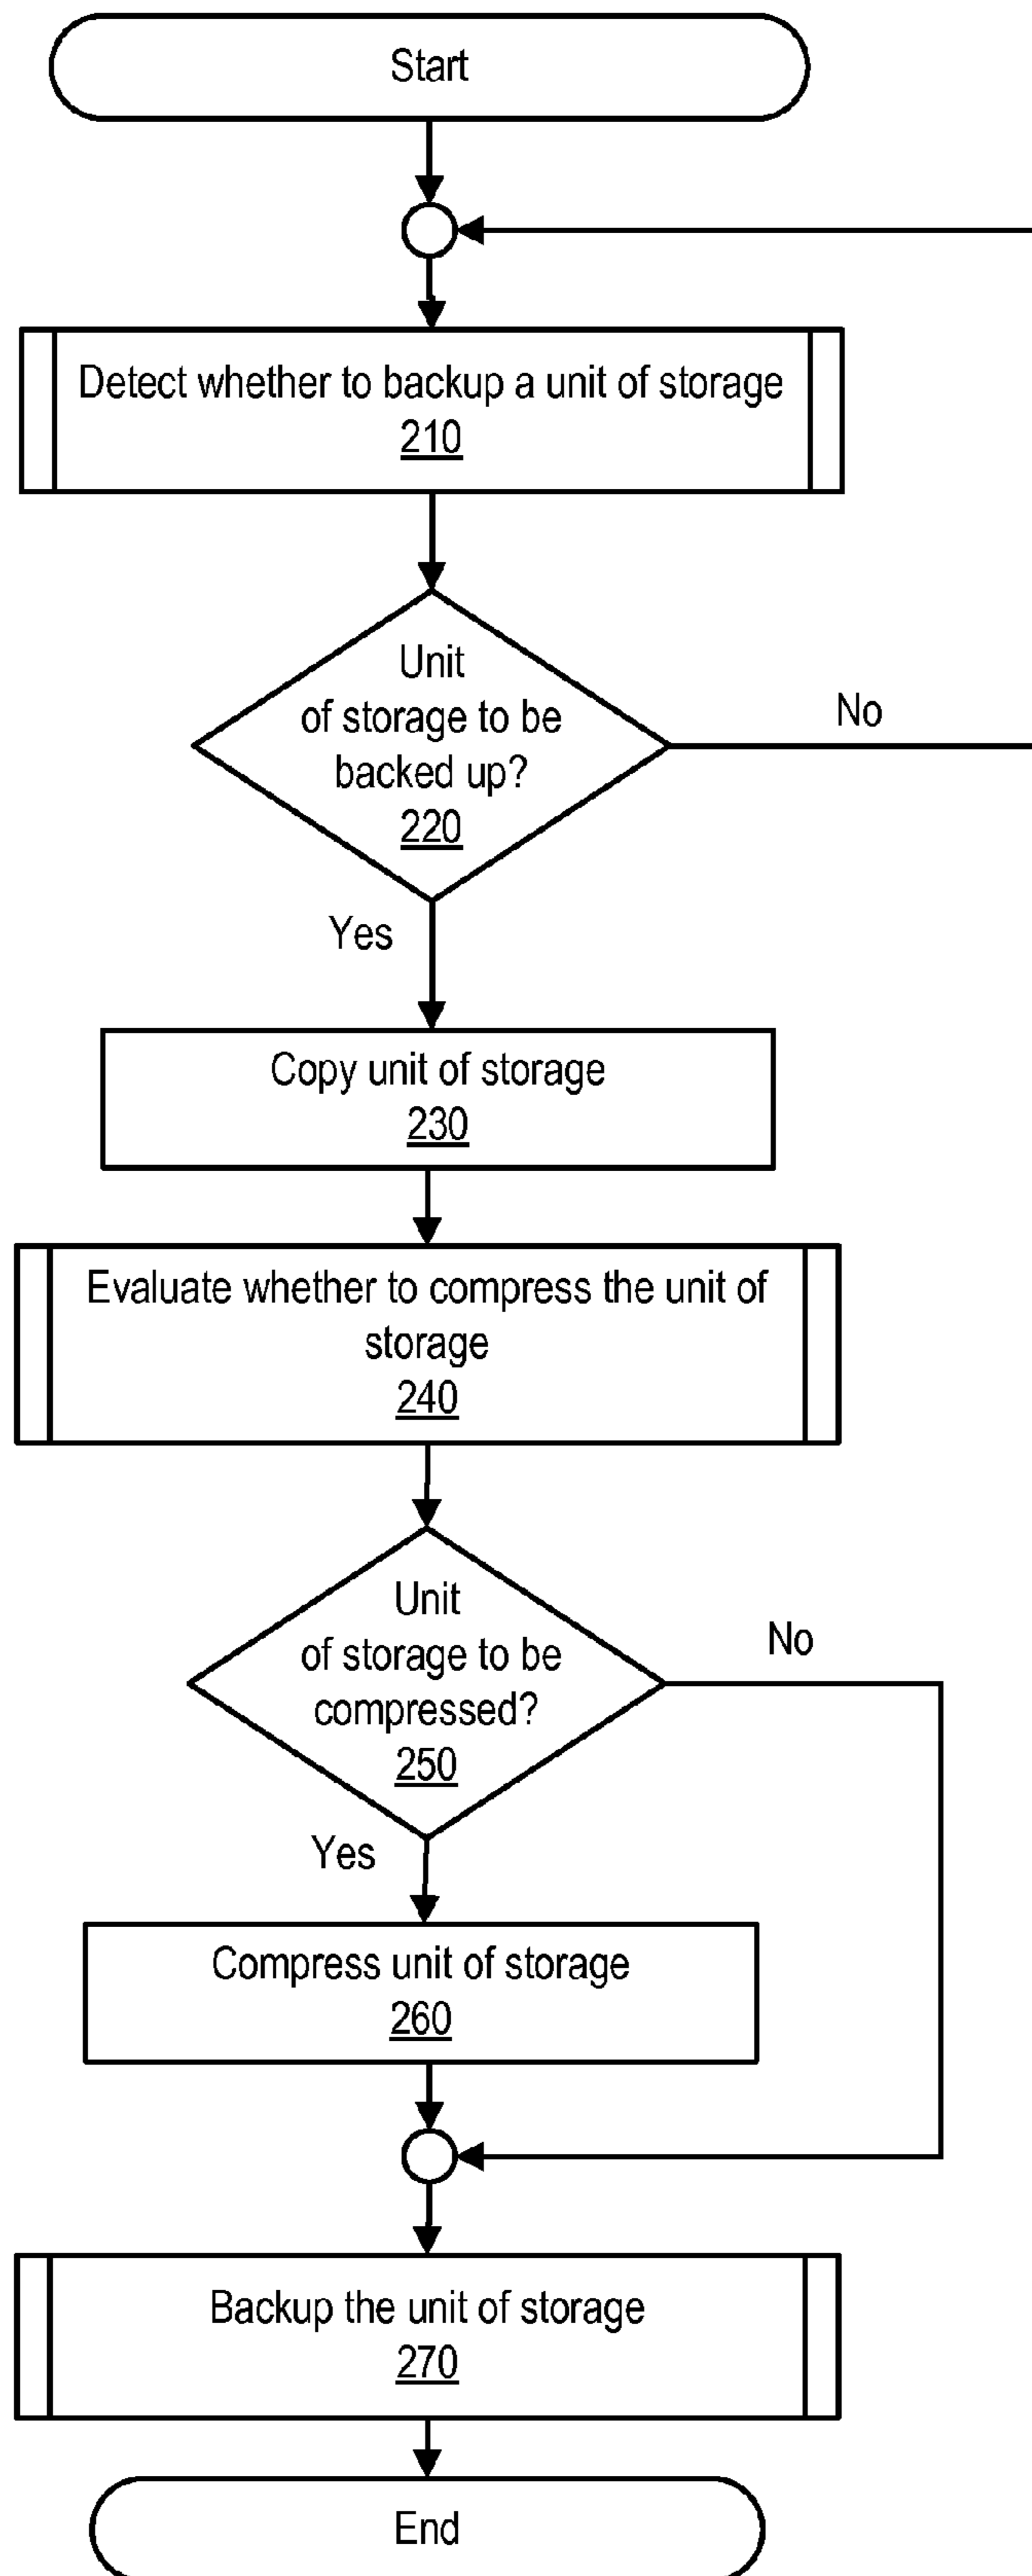 Start
Detect whether to backup a unit of storage
210
Unit
of storage to be
backed up?
220
No
Yes
Copy unit of storage
230
Evaluate whether to compress the unit of
storage
240
Unit
of storage to be
compressed?
250
No
Yes
Compress unit of storage
260
Backup the unit of storage
270
End